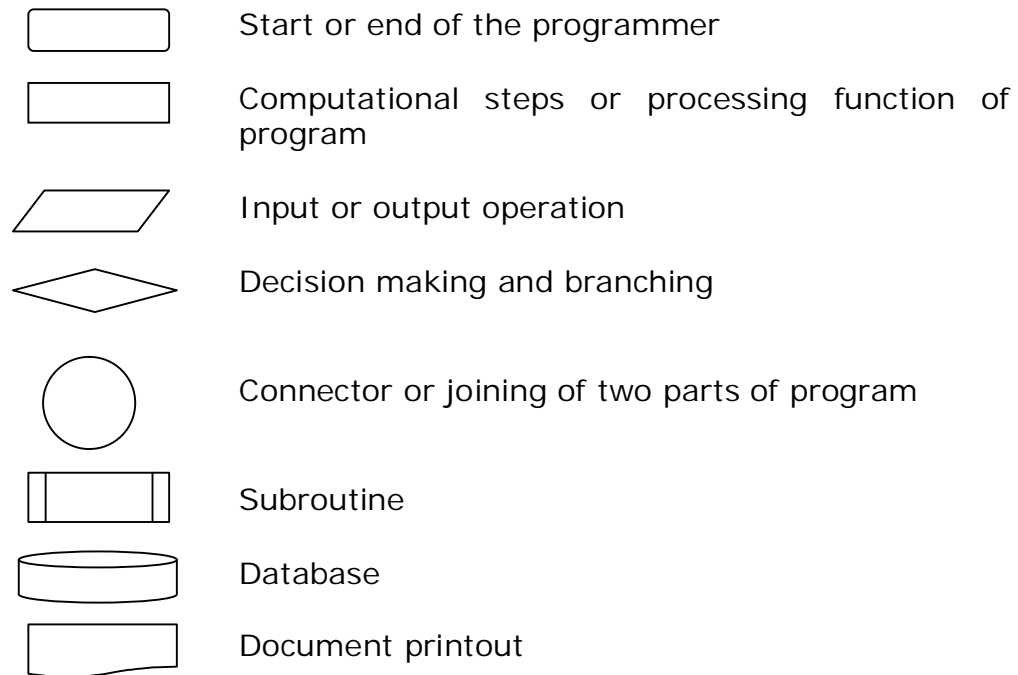 Start or end of the programmer
Computational steps or processing function of
program
Input or output operation
Decision making and branching
Connector or joining of two parts of program
Subroutine
Database
Document printout